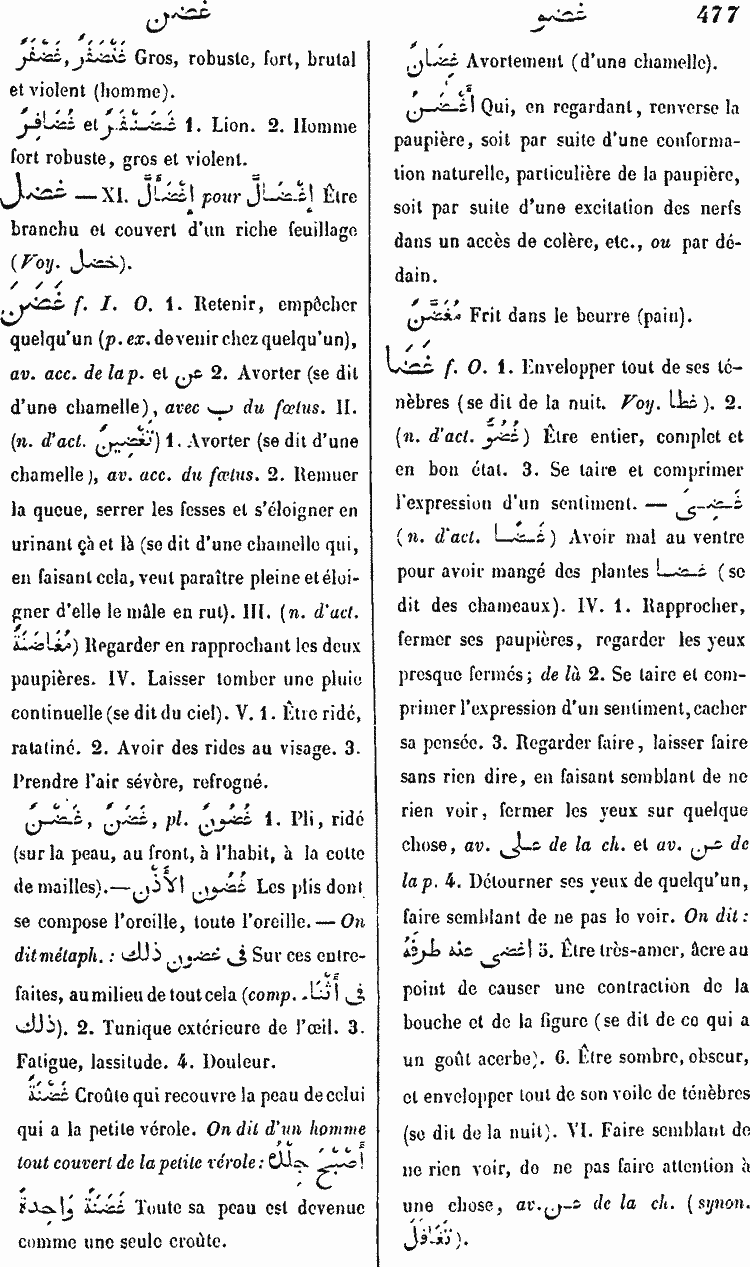 غضن
غضو 477
غَضَنْفَرٌ, غَضْفَرٌ Gros, robuste, fort, brutal
et violent (homme).
غُضَافِرٌ et غَضَنْفَرٌ 1. Lion. 2. Homme
fort robuste, gros et violent.
غضل — XI. إِغْضَأَلَّ pour إِغْضَالَّ Être
branchu et couvert d'un riche feuillage
(Voy. خضل).
غَضَنَ f. I. O. 1. Retenir, empêcher
quelqu'un (p. ex. de venir chez quelqu'un),
av. acc. de la p. et عن 2. Avorter (se dit
d'une chamelle), avec ب du fœtus. II.
(n. d'act. تَغْضِينٌ) 1. Avorter (se dit d'une
chamelle), av. acc. du fœtus. 2. Remuer
la queue, serrer les fesses et s'éloigner en
urinant çà et là (se dit d'une chamelle qui,
en faisant cela, veut paraître pleine et éloi-
gner d'elle le mâle en rut). III. (n. d'act.
مُغَاضَنَةٌ) Regarder en rapprochant les deux
paupières. IV. Laisser tomber une pluie
continuelle (se dit du ciel). V. 1. Être ridé,
ratatiné. 2. Avoir des rides au visage. 3.
Prendre l'air sévère, refrogné.
غَضْنٌ, غَضَنٌ, pl. غُضُونٌ 1. Pli, ridé
(sur la peau, au front, à l'habit, à la cotte
de mailles). — غُضُون الأُذْن Les plis dont
se compose l'oreille, toute l'oreille. — On
dit métaph. : فى غضون ذلك Sur ces entre-
faites, au milieu de tout cela (comp. فى أَثْنَاء
ذلك). 2. Tunique extérieure de l'œil. 3.
Fatigue, lassitude. 4. Douleur.
غَضْنَةٌ Croûte qui recouvre la peau de celui
qui a la petite vérole. On dit d'un homme
tout couvert de la petite vérole : أَصْبَحَ جِلْدُهُ
غَضْنَةً وَاحِدَةً Toute sa peau est devenue
comme une seule croûte.
غِضَانٌ Avortement (d'une chamelle).
أَغْضَنُ Qui, en regardant, renverse la
paupière, soit par suite d'une conforma-
tion naturelle, particulière de la paupière,
soit par suite d'une excitation des nerfs
dans un accès de colère, etc., ou par dé-
dain.
مُغَضَّنٌ Frit dans le beurre (pain).
غَضَا f. O. 1. Envelopper tout de ses té-
nèbres (se dit de la nuit. Voy. غطا). 2.
(n. d'act. غُضُوٌّ) Être entier, complet et
en bon état. 3. Se taire et comprimer
l'expression d'un sentiment. — غَضِىَ
(n. d'act. غَضًا) Avoir mal au ventre
pour avoir mangé des plantes غضا (se
dit des chameaux). IV. 1. Rapprocher,
fermer ses paupières, regarder les yeux
presque fermés; de là 2. Se taire et com-
primer l'expression d'un sentiment, cacher
sa pensée. 3. Regarder faire, laisser faire
sans rien dire, en faisant semblant de ne
rien voir, fermer les yeux sur quelque
chose, av. على de la ch. et av. عن de
la p. 4. Détourner ses yeux de quelqu'un,
faire semblant de ne pas le voir. On dit :
أغضى عنه طرفَهُ 5. Être très-amer, âcre au
point de causer une contraction de la
bouche et de la figure (se dit de ce qui a
un goût acerbe). 6. Être sombre, obscur,
et envelopper tout de son voile de ténèbres
(se dit de la nuit). VI. Faire semblant de
ne rien voir, de ne pas faire attention à
une chose, av. عن de la ch. (synon.
تَغَافَلَ).